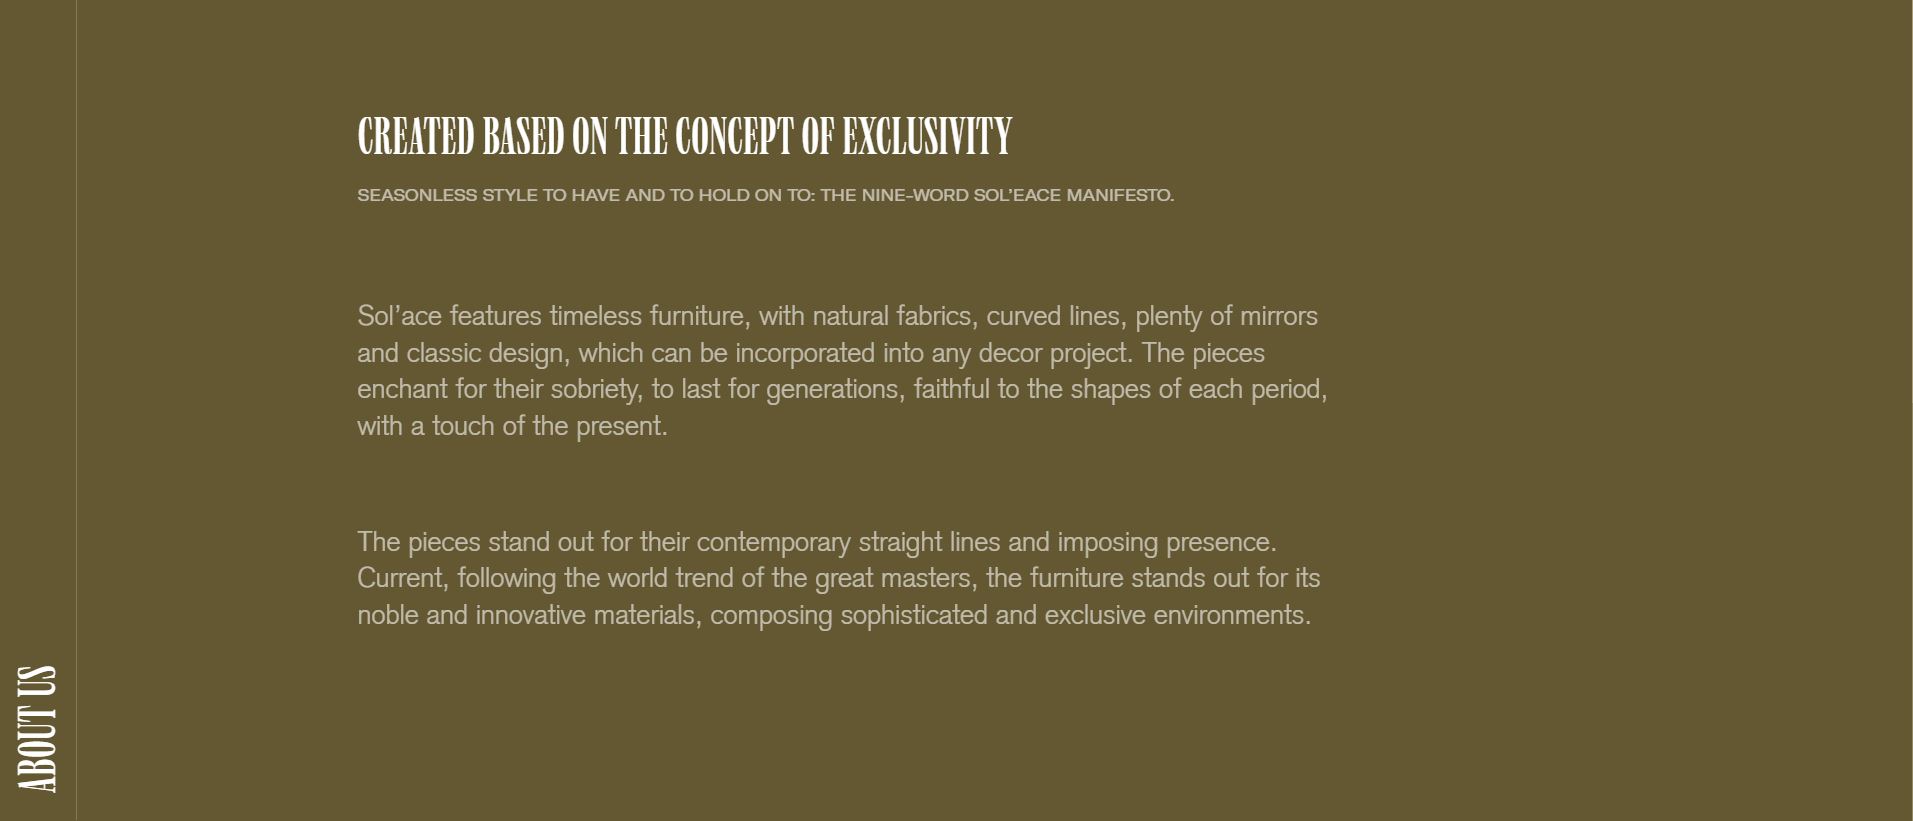 CREATED BASED ON THE CONCEPT OF EXCLUSIVITY
SEASONLESS STYLE TO HAVE AND TO HOLD ON TO: THE NINE-WORD SOL’EACE MANIFESTO.
Sol’ace features timeless furniture, with natural fabrics, curved lines, plenty of mirrors
and classic design, which can be incorporated into any decor project. The pieces
enchant for their sobriety, to last for generations, faithful to the shapes of each period,
with a touch of the present.
The pieces stand out for their contemporary straight lines and imposing presence.
Current, following the world trend of the great masters, the furniture stands out for its
noble and innovative materials, composing sophisticated and exclusive environments.
ABOUT US